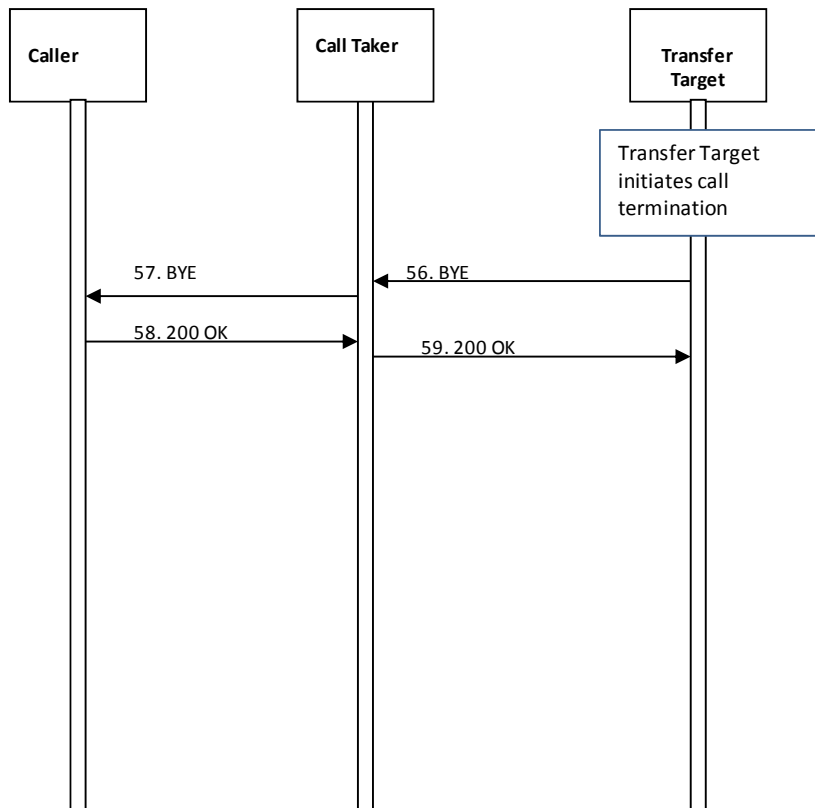 Caller
Call Taker
Transfer
Target
Transfer Target
initiates call
termination
57. BYE
56. BYE
58. 200 OK
59. 200 OK